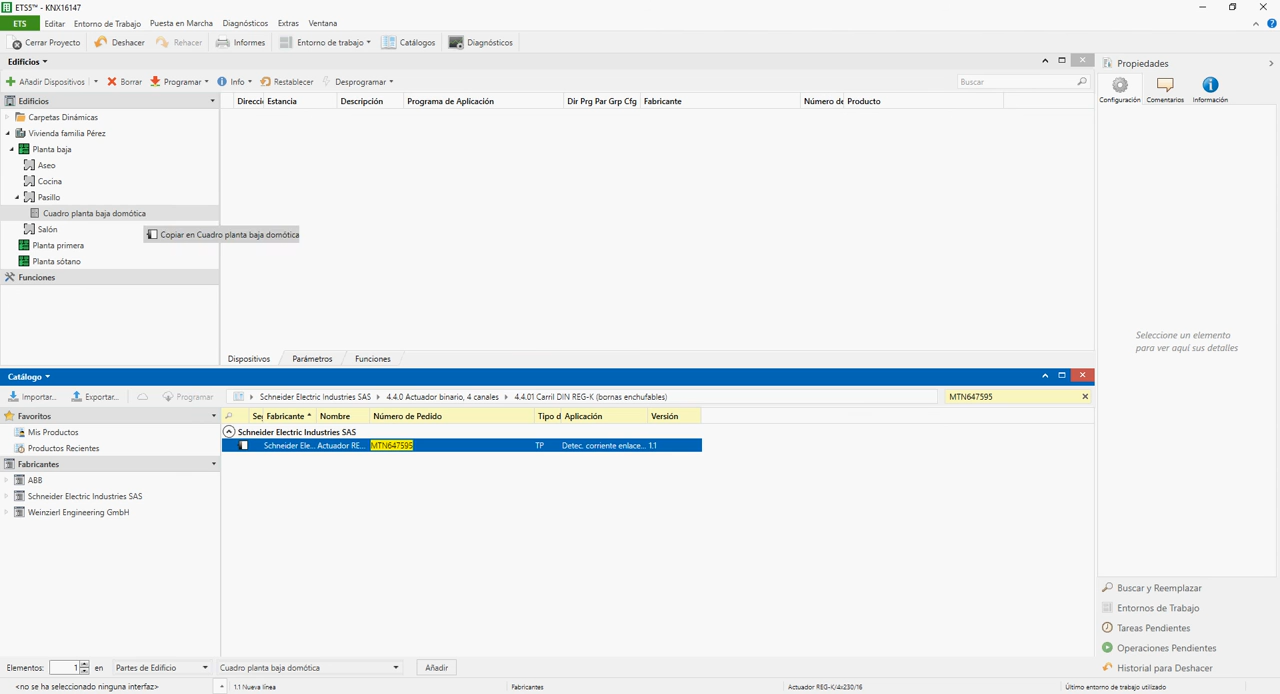 ETS5™ - KNX16147
ETS Editar Entorno de Trabajo Puesta en Marcha Diagnósticos Extras Ventana
Cerrar Proyecto Deshacer Rehacer Informes Entorno de trabajo Catálogos Diagnósticos
Edificios
Añadir Dispositivos Borrar Programar Info Restablecer Desprogramar Buscar
Edificios
Direcci Estancia Descripción Programa de Aplicación Dir Prg Par Grp Cfg Fabricante Número de Producto
Carpetas Dinámicas
Vivienda familia Pérez
Planta baja
Aseo
Cocina
Pasillo
Cuadro planta baja domótica
Salón
Copiar en Cuadro planta baja domótica
Planta primera
Planta sótano
Funciones
Dispositivos Parámetros Funciones
Catálogo
Importar... Exportar... Programar Schneider Electric Industries SAS 4.4.0 Actuador binario, 4 canales 4.4.01 Carril DIN REG-K (bornas enchufables) MTN647595
Favoritos
Mis Productos
Productos Recientes
Fabricantes
ABB
Schneider Electric Industries SAS
Weinzierl Engineering GmbH
Se Fabricante Nombre Número de Pedido Tipo d Aplicación Versión
Schneider Electric Industries SAS
Schneider Ele... Actuador RE... MTN647595 TP Detec. corriente enlace... 1.1
Elementos: 1 en Partes de Edificio Cuadro planta baja domótica Añadir
<no se ha seleccionado ninguna interfaz> 1.1 Nueva línea Fabricantes Actuador REG-K/4x230/16 Último entorno de trabajo utilizado
Propiedades
Configuración Comentarios Información
Seleccione un elemento
para ver aquí sus detalles
Buscar y Reemplazar
Entornos de Trabajo
Tareas Pendientes
Operaciones Pendientes
Historial para Deshacer